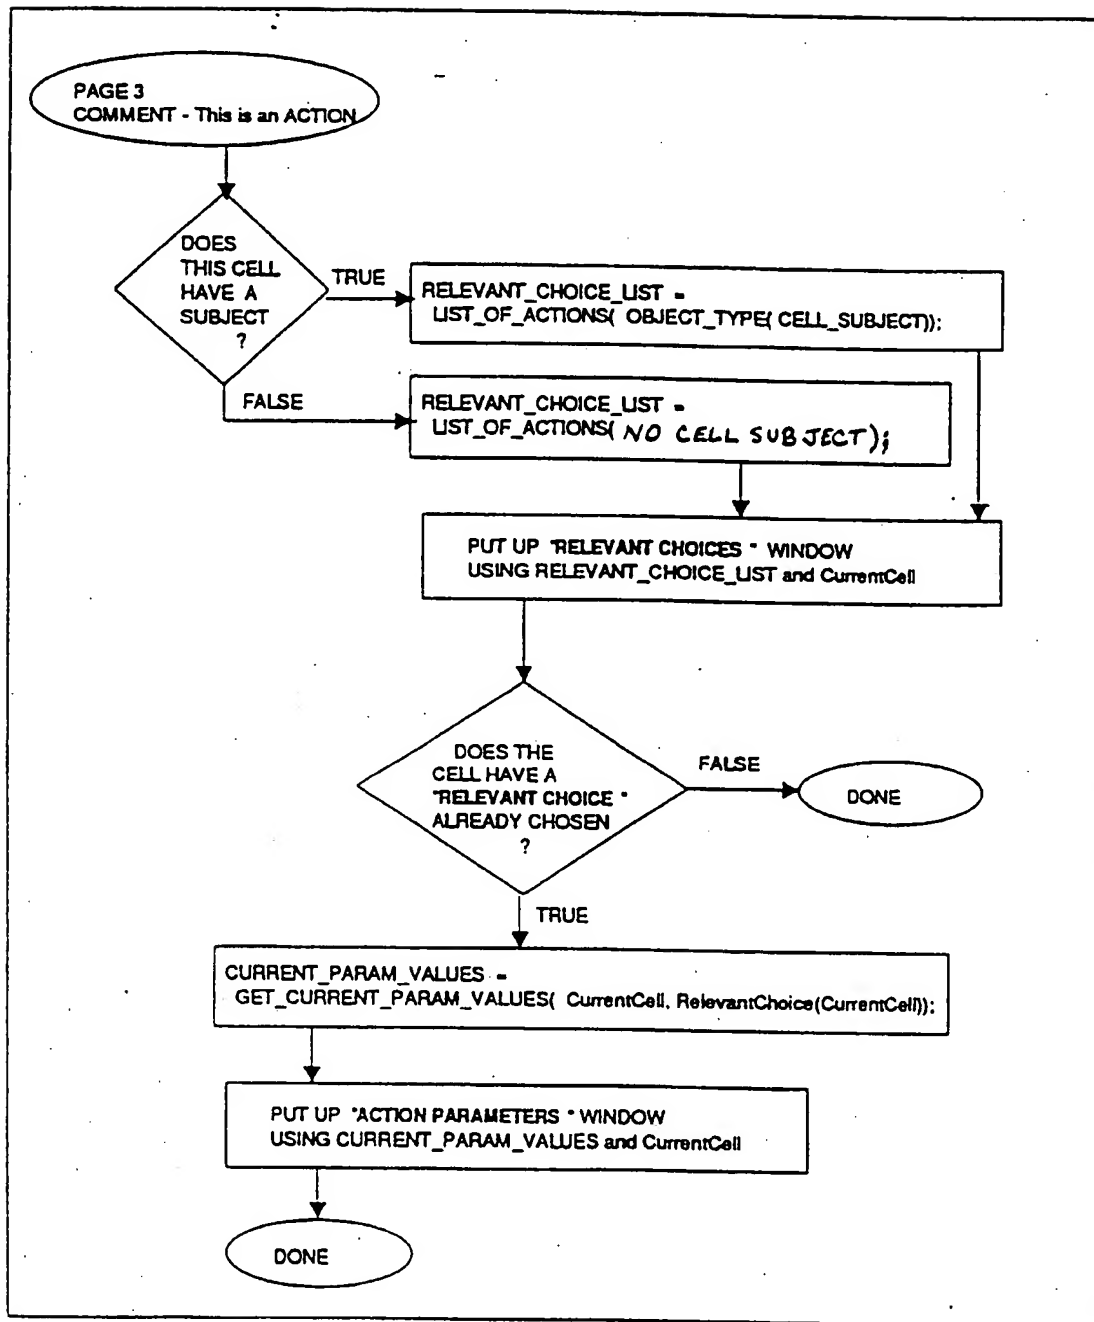 PAGE 3
COMMENT - This is an ACTION
DOES
THIS CELL
HAVE A
SUBJECT
?
TRUE
RELEVANT_CHOICE_LIST =
LIST_OF_ACTIONS( OBJECT_TYPE( CELL_SUBJECT));
FALSE
RELEVANT_CHOICE_LIST =
LIST_OF_ACTIONS( NO CELL SUBJECT);
PUT UP "RELEVANT CHOICES " WINDOW
USING RELEVANT_CHOICE_LIST and CurrentCell
DOES THE
CELL HAVE A
"RELEVANT CHOICE "
ALREADY CHOSEN
?
FALSE
DONE
TRUE
CURRENT_PARAM_VALUES =
GET_CURRENT_PARAM_VALUES( CurrentCell, RelevantChoice(CurrentCell));
PUT UP "ACTION PARAMETERS " WINDOW
USING CURRENT_PARAM_VALUES and CurrentCell
DONE